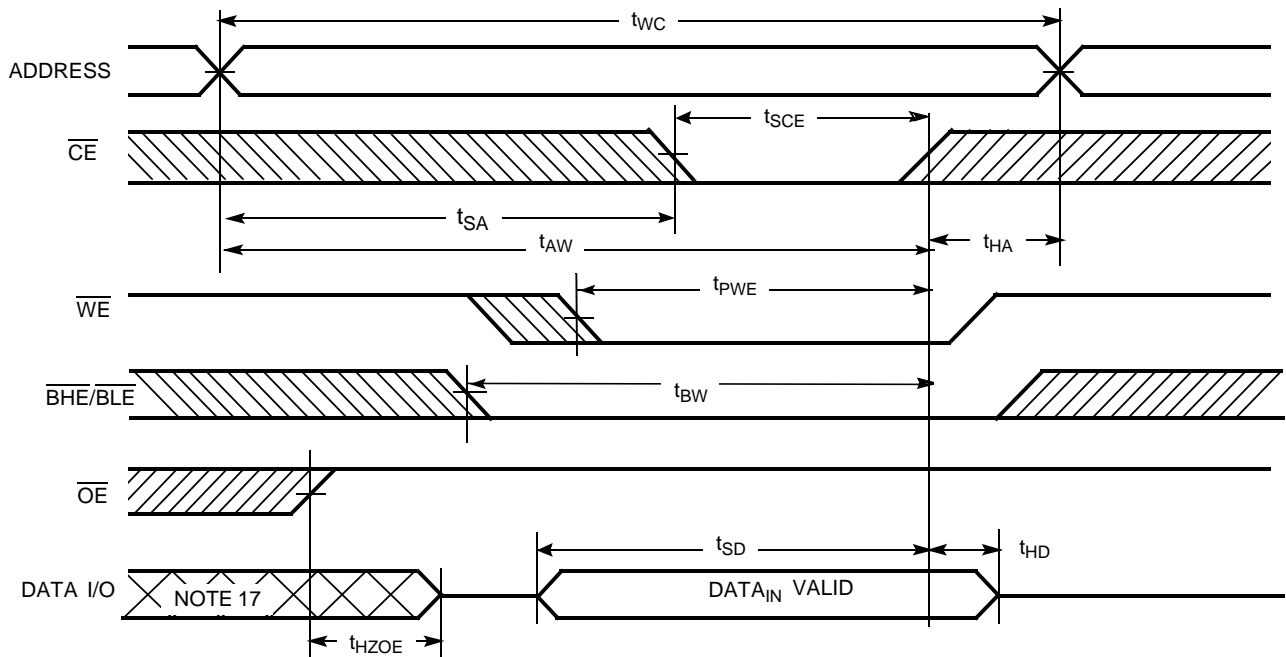 tWC
ADDRESS
tSCE
CE
tSA
tAW
tHA
tPWE
WE
tBW
BHE/BLE
OE
tSD
tHD
DATA I/O
NOTE 17
DATAIN VALID
tHZOE